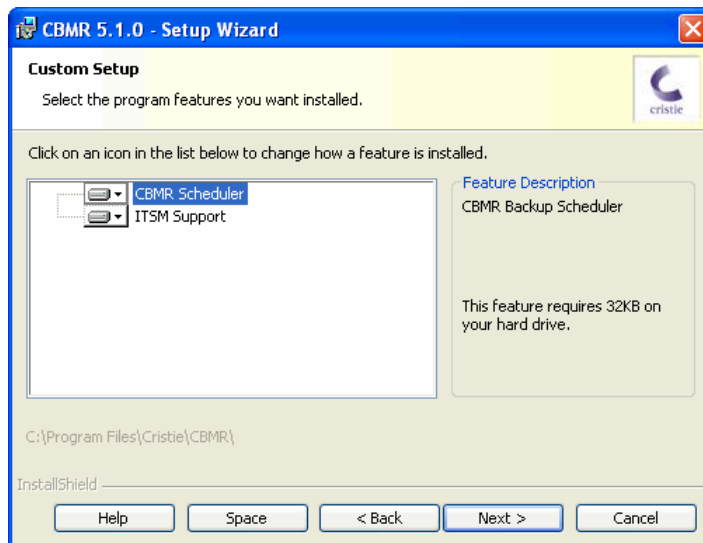 CBMR 5.1.0 - Setup Wizard
Custom Setup
Select the program features you want installed.
cristie
Click on an icon in the list below to change how a feature is installed.
CBMR Scheduler
ITSM Support
Feature Description
CBMR Backup Scheduler
This feature requires 32KB on
your hard drive.
C:\Program Files\Cristie\CBMR\
InstallShield
Help
Space
< Back
Next >
Cancel